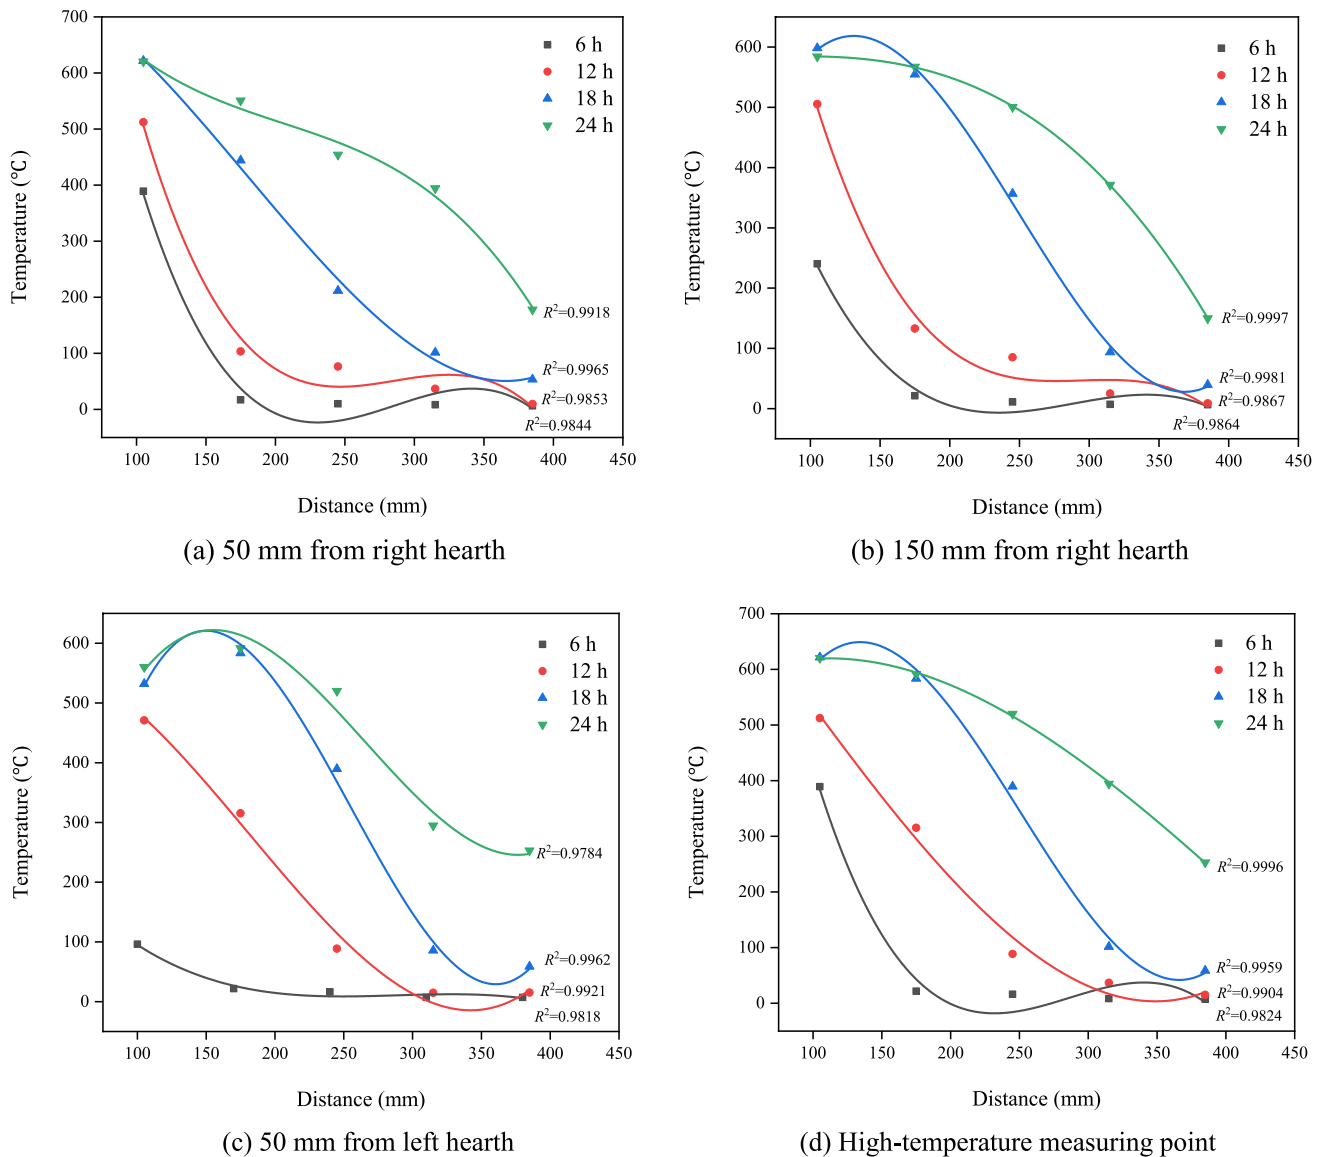 700
600
500
400
300
200
100
0
100 150 200 250 300 350 400 450
Temperature (℃)
Distance (mm)
6 h
12 h
18 h
24 h
R²=0.9918
R²=0.9965
R²=0.9853
R²=0.9844
(a) 50 mm from right hearth
600
500
400
300
200
100
0
100 150 200 250 300 350 400 450
Temperature (℃)
Distance (mm)
6 h
12 h
18 h
24 h
R²=0.9997
R²=0.9981
R²=0.9867
R²=0.9864
(b) 150 mm from right hearth
600
500
400
300
200
100
0
100 150 200 250 300 350 400 450
Temperature (℃)
Distance (mm)
6 h
12 h
18 h
24 h
R²=0.9784
R²=0.9962
R²=0.9921
R²=0.9818
(c) 50 mm from left hearth
700
600
500
400
300
200
100
0
100 150 200 250 300 350 400 450
Temperature (℃)
Distance (mm)
6 h
12 h
18 h
24 h
R²=0.9996
R²=0.9959
R²=0.9904
R²=0.9824
(d) High-temperature measuring point